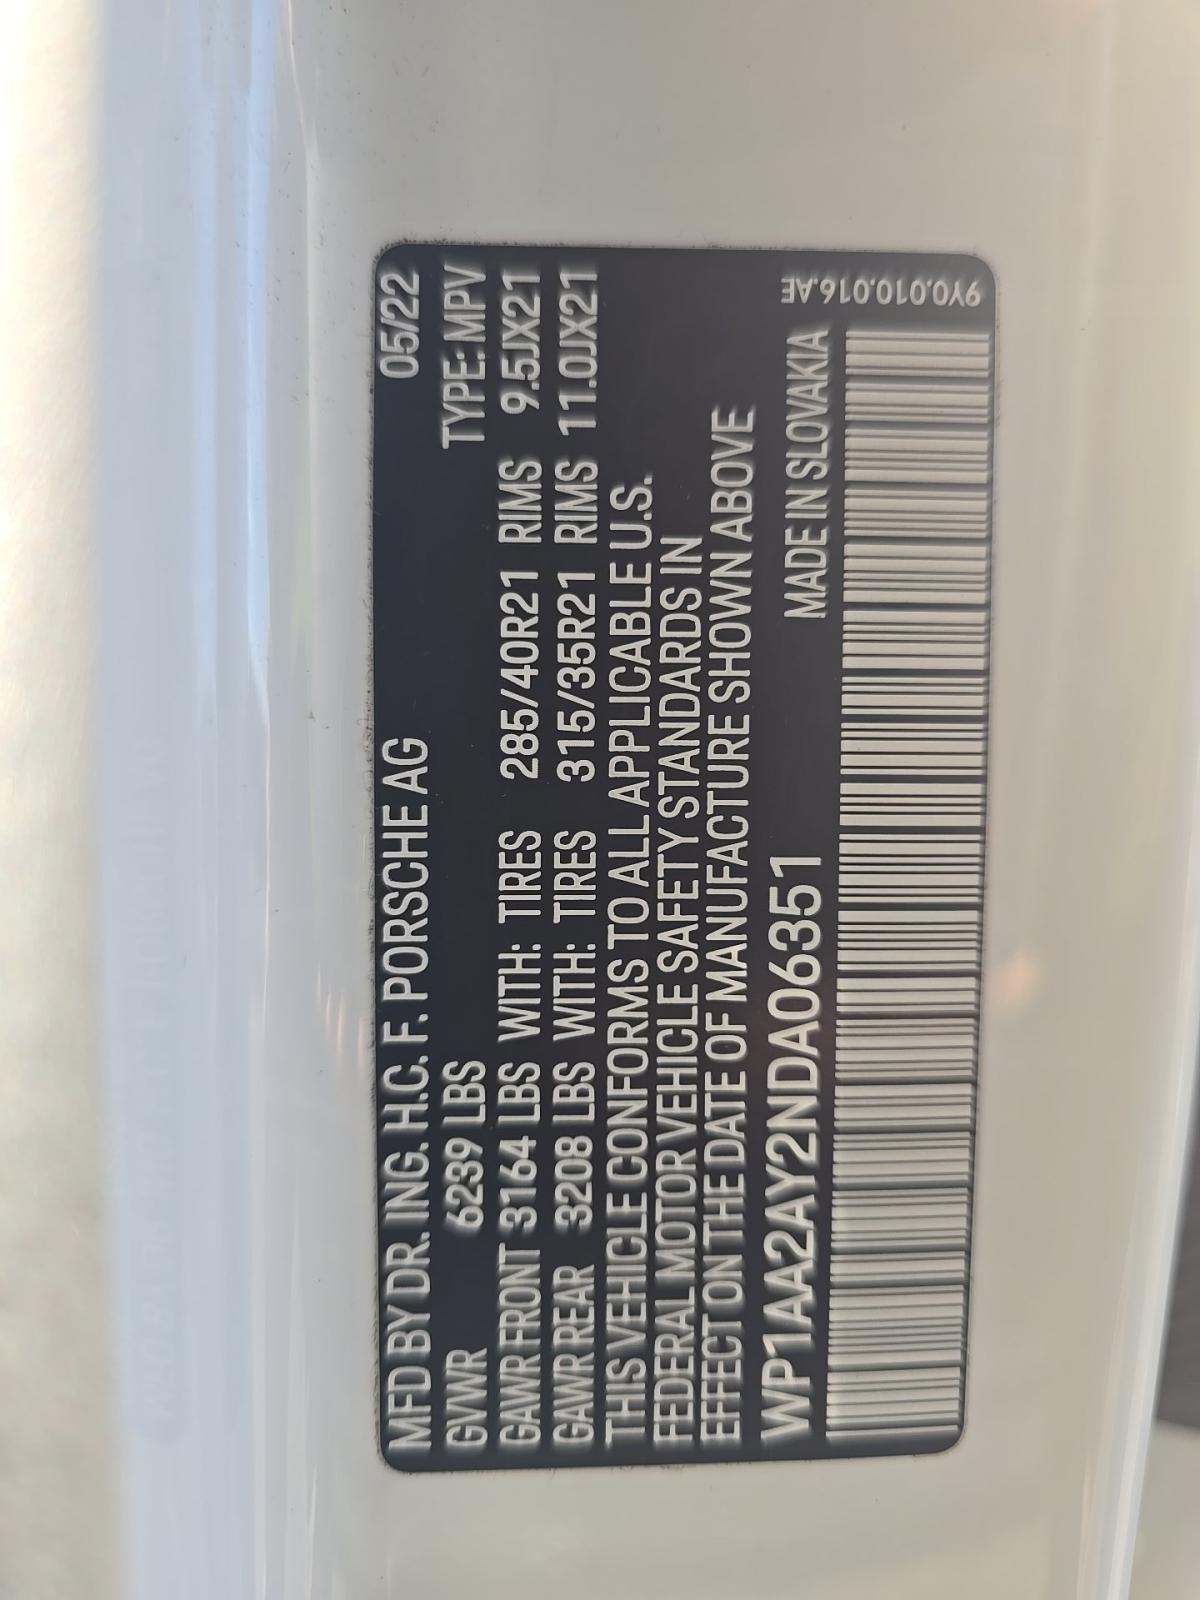 MFD BY DR. ING. H.C. F. PORSCHE AG 05/22
GVWR 6239 LBS TYPE: MPV
GAWR FRONT 3164 LBS WITH: TIRES 285/40R21 RIMS 9.5JX21
GAWR REAR 3208 LBS WITH: TIRES 315/35R21 RIMS 11.0JX21
THIS VEHICLE CONFORMS TO ALL APPLICABLE U.S.
FEDERAL MOTOR VEHICLE SAFETY STANDARDS IN
EFFECT ON THE DATE OF MANUFACTURE SHOWN ABOVE
WP1AA2AY2NDA06351 MADE IN SLOVAKIA
9Y0.010.016.AE